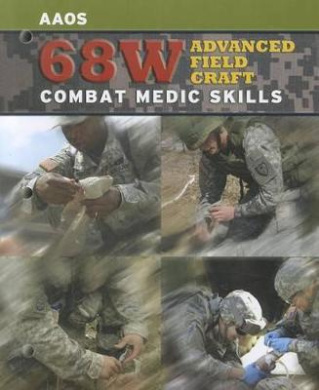 AAOS
68W ADVANCED
FIELD
CRAFT
COMBAT MEDIC SKILLS